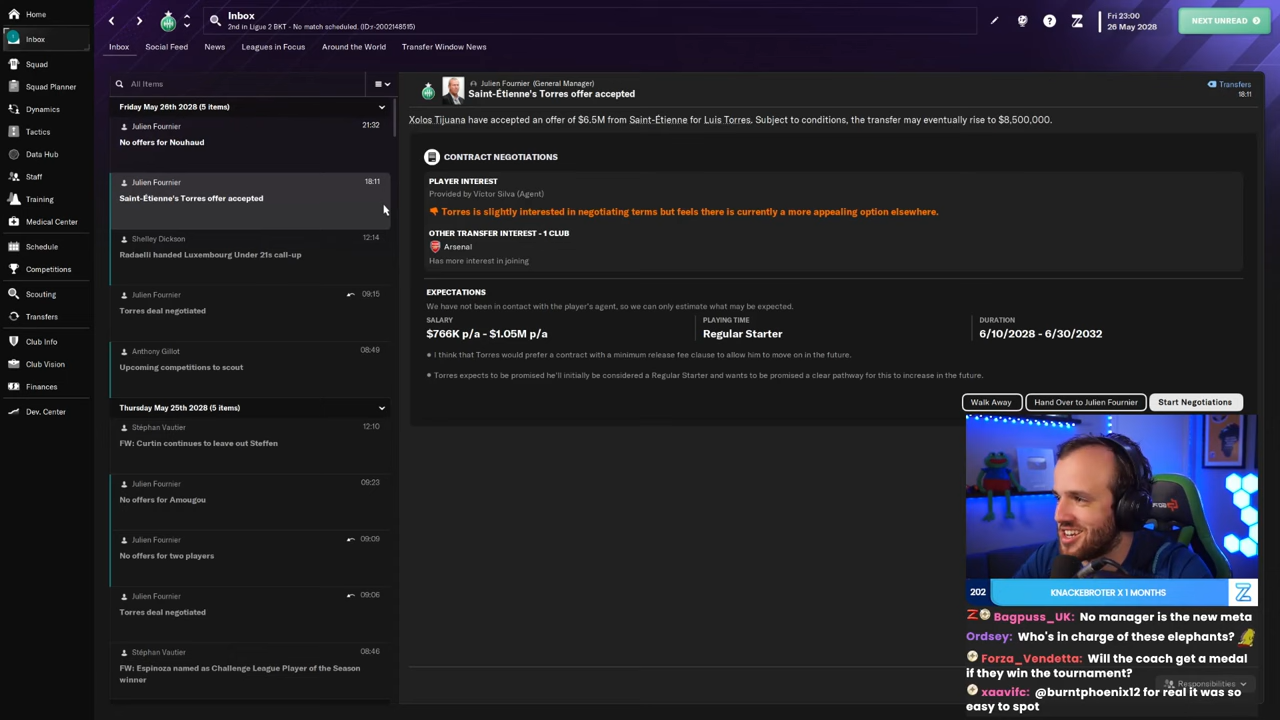 Home
Inbox
Squad
Squad Planner
Dynamics
Tactics
Data Hub
Staff
Training
Medical Center
Schedule
Competitions
Scouting
Transfers
Club Info
Club Vision
Finances
Dev. Center
Inbox
2nd in Ligue 2 BKT - No match scheduled. (ID:r-2002148515)
Fri 23:00
26 May 2028
NEXT UNREAD
Inbox
Social Feed
News
Leagues in Focus
Around the World
Transfer Window News
All Items
Friday May 26th 2028 (5 items)
Julien Fournier
21:32
No offers for Nouhaud
Julien Fournier
18:11
Saint-Étienne's Torres offer accepted
Shelley Dickson
12:14
Radaelli handed Luxembourg Under 21s call-up
Julien Fournier
09:15
Torres deal negotiated
Anthony Gillot
08:49
Upcoming competitions to scout
Thursday May 25th 2028 (5 items)
Stéphan Vautier
12:10
FW: Curtin continues to leave out Steffen
Julien Fournier
09:23
No offers for Amougou
Julien Fournier
09:09
No offers for two players
Julien Fournier
09:06
Torres deal negotiated
Stéphan Vautier
08:46
FW: Espinoza named as Challenge League Player of the Season
winner
Julien Fournier (General Manager)
Saint-Étienne's Torres offer accepted
Transfers
18:11
Xolos Tijuana have accepted an offer of $6.5M from Saint-Étienne for Luis Torres. Subject to conditions, the transfer may eventually rise to $8,500,000.
CONTRACT NEGOTIATIONS
PLAYER INTEREST
Provided by Víctor Silva (Agent)
Torres is slightly interested in negotiating terms but feels there is currently a more appealing option elsewhere.
OTHER TRANSFER INTEREST - 1 CLUB
Arsenal
Has more interest in joining
EXPECTATIONS
We have not been in contact with the player's agent, so we can only estimate what may be expected.
SALARY
$766K p/a - $1.05M p/a
PLAYING TIME
Regular Starter
DURATION
6/10/2028 - 6/30/2032
I think that Torres would prefer a contract with a minimum release fee clause to allow him to move on in the future.
Torres expects to be promised he'll initially be considered a Regular Starter and wants to be promised a clear pathway for this to increase in the future.
Walk Away
Hand Over to Julien Fournier
Start Negotiations
202
KNACKEBROTER X 1 MONTHS
Z
Bagpuss_UK: No manager is the new meta
Ordsey: Who's in charge of these elephants?
Forza_Vendetta: Will the coach get a medal
if they win the tournament?
xaavifc: @burntphoenix12 for real it was so
easy to spot
Responsibilities